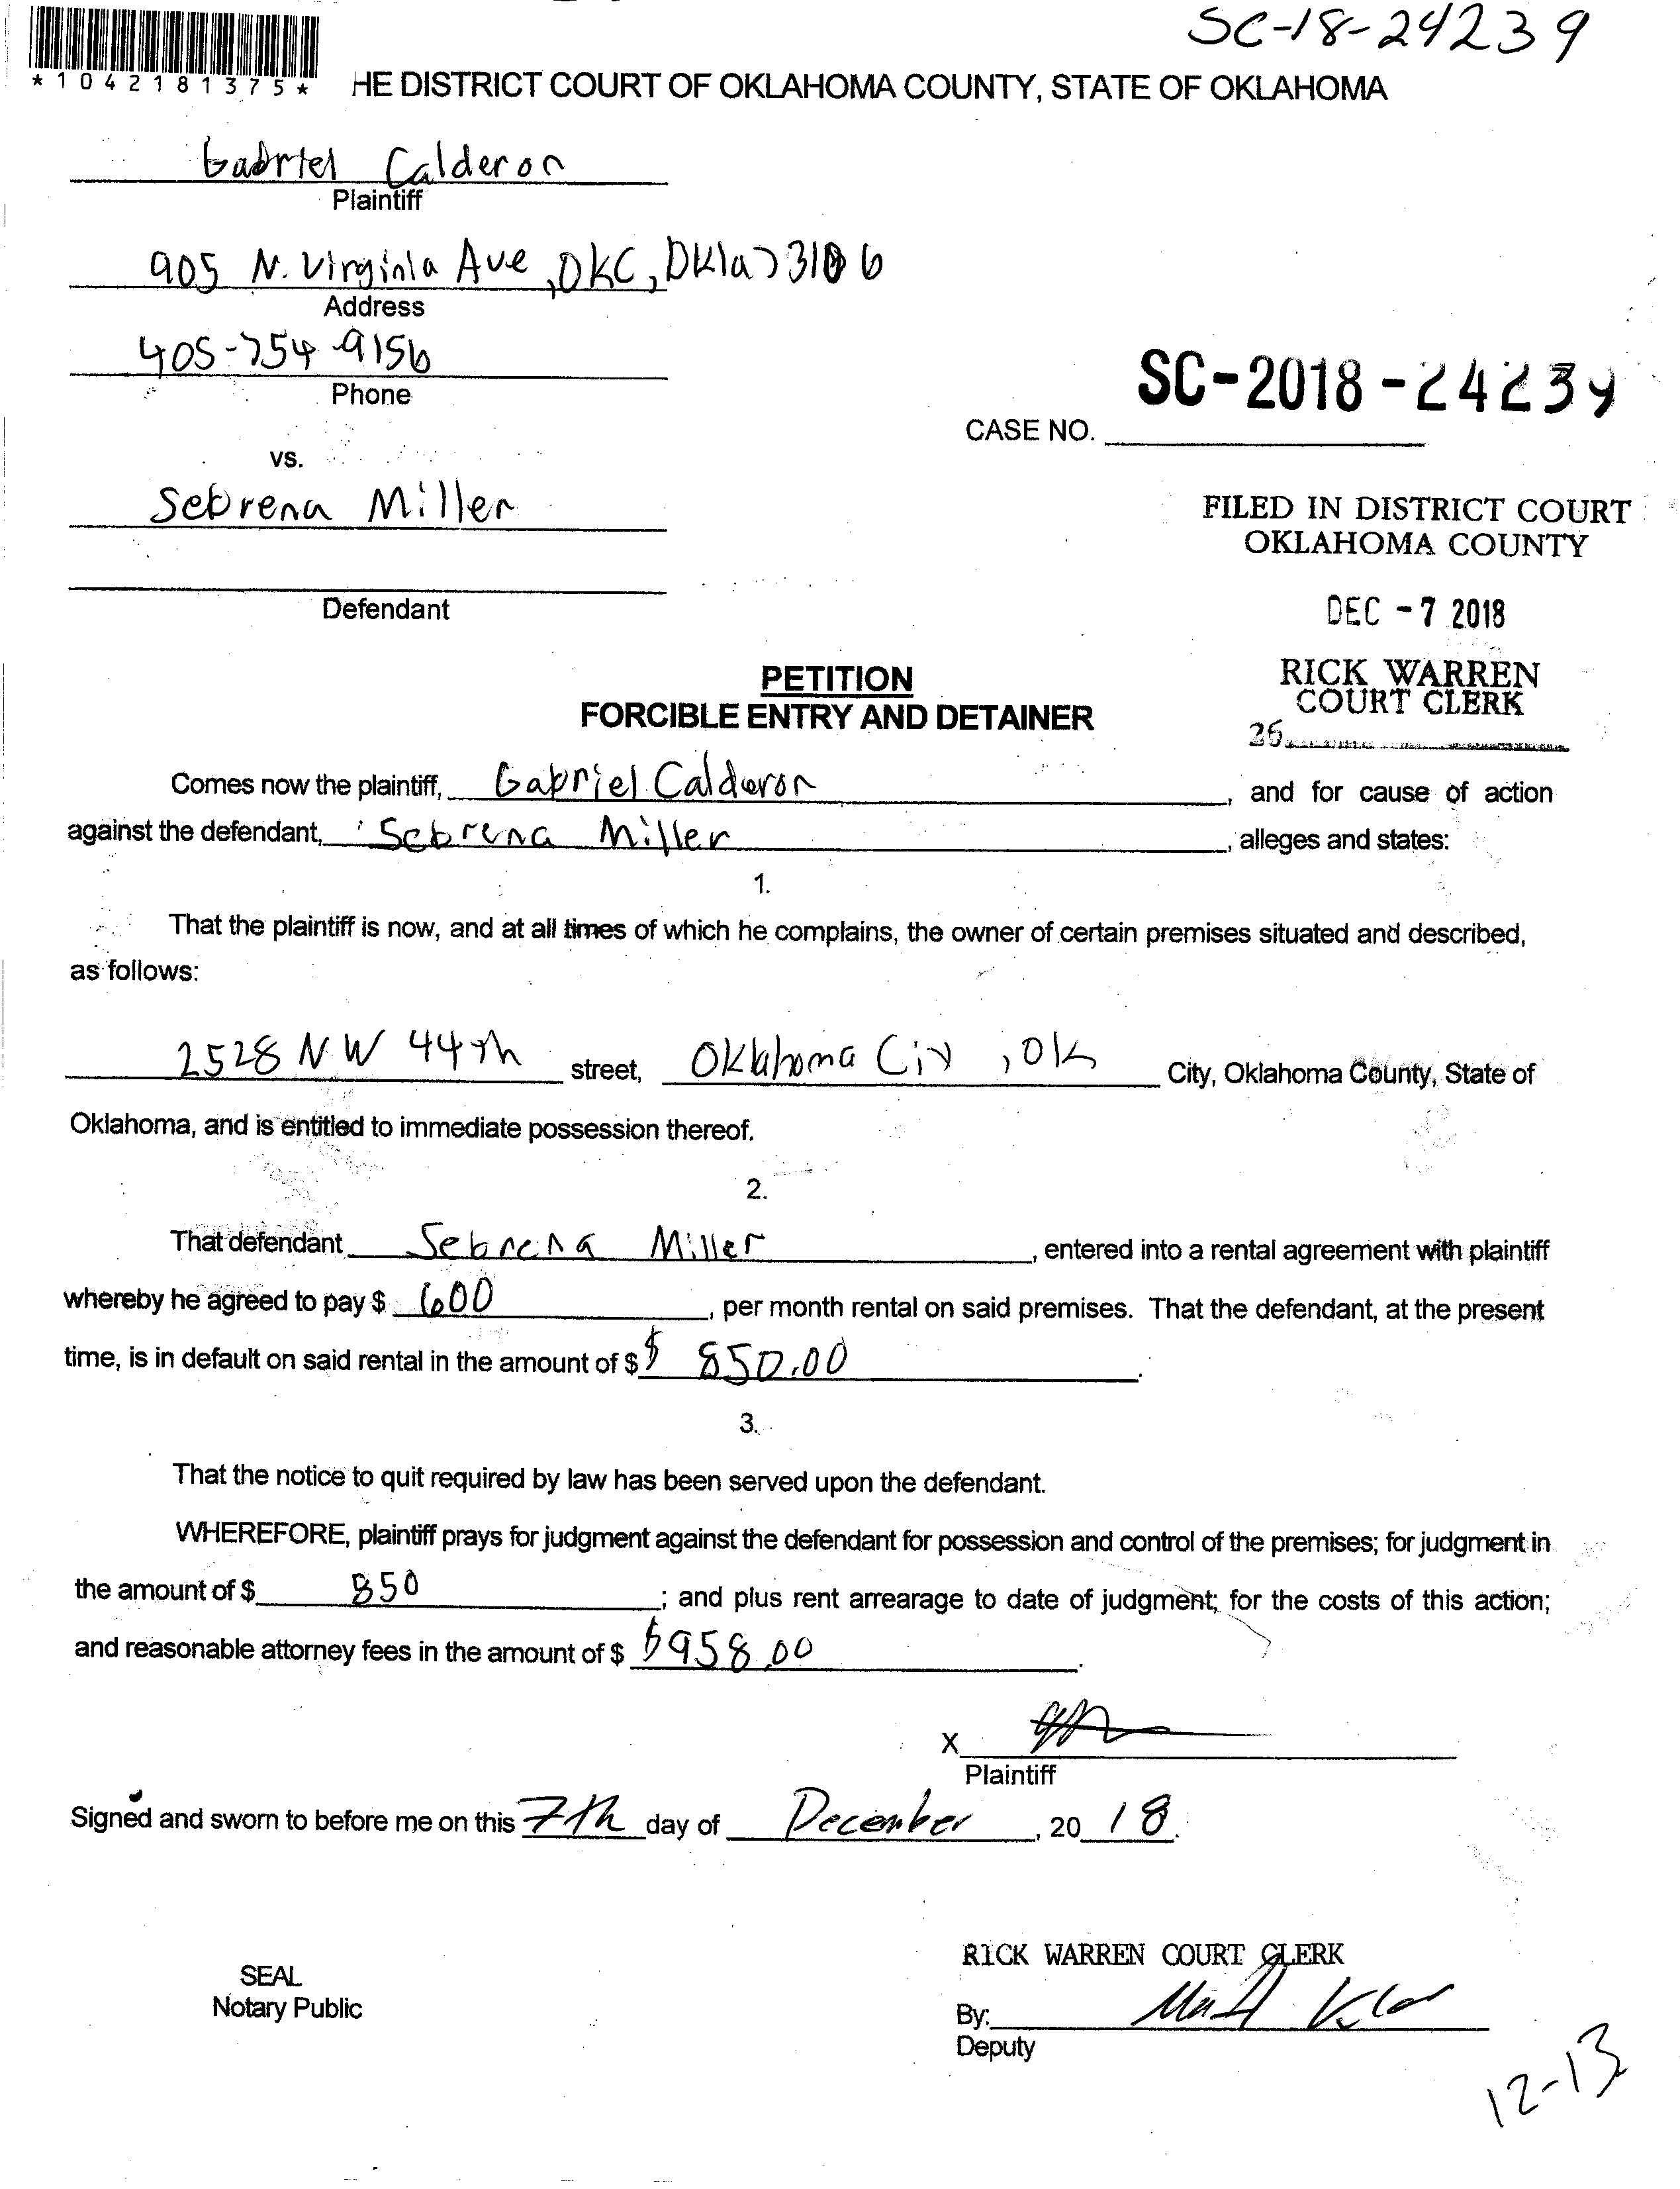 SC-18-24239
*1042181375*
HE DISTRICT COURT OF OKLAHOMA COUNTY, STATE OF OKLAHOMA
Gabriel Calderon
Plaintiff
905 N. Virginia Ave, OKC, Okla 73106
Address
405-754-9156
Phone
SC-2018-24239
CASE NO.
vs.
Sebrena Miller
FILED IN DISTRICT COURT
OKLAHOMA COUNTY
Defendant
DEC -7 2018
PETITION
FORCIBLE ENTRY AND DETAINER
RICK WARREN
COURT CLERK
26
Comes now the plaintiff, Gabriel Calderon, and for cause of action
against the defendant, Sebrena Miller, alleges and states:
1.
That the plaintiff is now, and at all times of which he complains, the owner of certain premises situated and described,
as follows:
2528 NW 44th street, Oklahoma City, OK City, Oklahoma County, State of
Oklahoma, and is entitled to immediate possession thereof.
2.
That defendant Sebrena Miller, entered into a rental agreement with plaintiff
whereby he agreed to pay $ 600, per month rental on said premises. That the defendant, at the present
time, is in default on said rental in the amount of $ $ 850.00.
3.
That the notice to quit required by law has been served upon the defendant.
WHEREFORE, plaintiff prays for judgment against the defendant for possession and control of the premises; for judgment in
the amount of $ 850; and plus rent arrearage to date of judgment; for the costs of this action;
and reasonable attorney fees in the amount of $ $958.00.
X
Plaintiff
Signed and sworn to before me on this 7th day of December, 20 18.
RICK WARREN COURT CLERK
SEAL
Notary Public
By:
Deputy
12-13